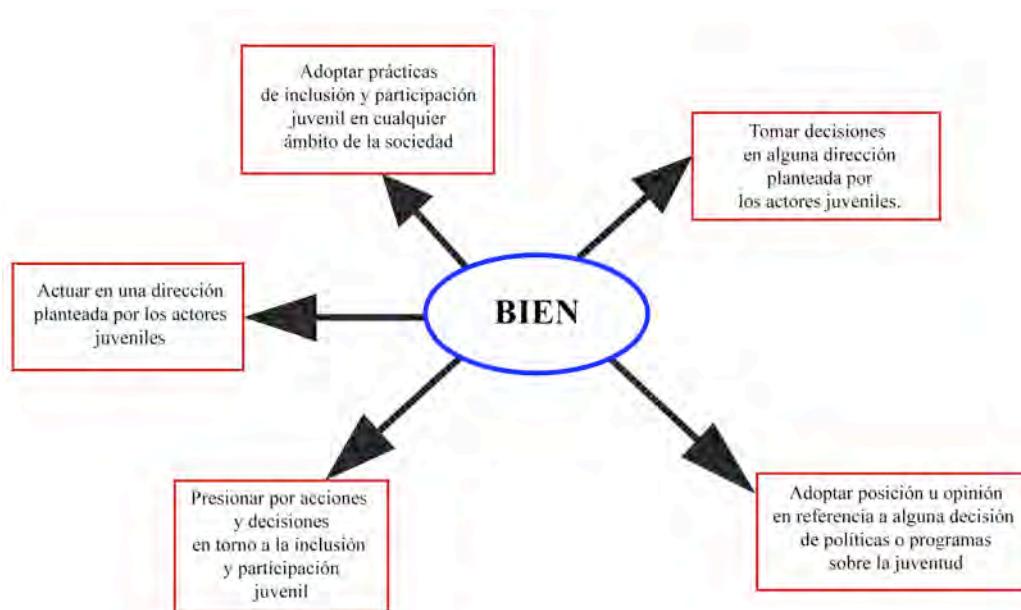 Adoptar prácticas
de inclusión y participación
juvenil en cualquier
ámbito de la sociedad
Tomar decisiones
en alguna dirección
planteada por
los actores juveniles.
Actuar en una dirección
planteada por los actores
juveniles
BIEN
Presionar por acciones
y decisiones
en torno a la inclusión
y participación
juvenil
Adoptar posición u opinión
en referencia a alguna decisión
de políticas o programas
sobre la juventud